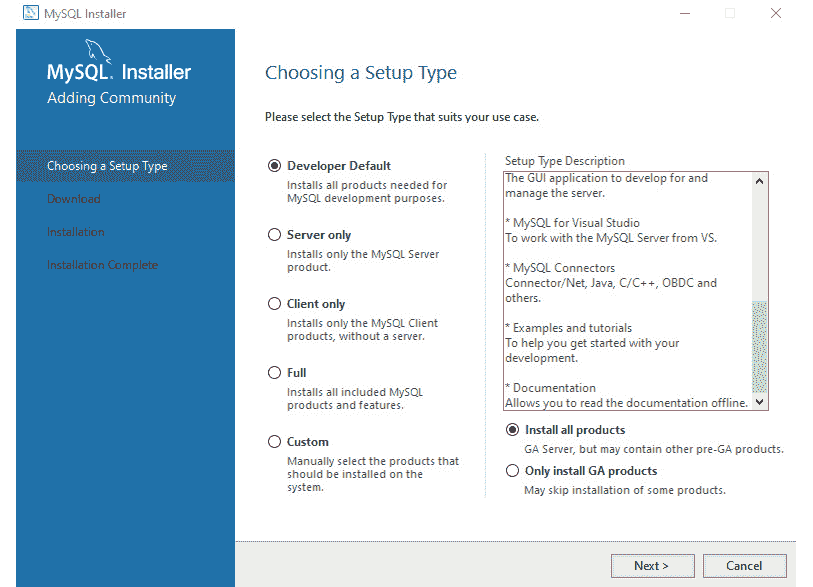 MySQL Installer
MySQL. Installer
Adding Community
Choosing a Setup Type
Download
Installation
Installation Complete
Choosing a Setup Type
Please select the Setup Type that suits your use case.
Developer Default
Installs all products needed for
MySQL development purposes.
Server only
Installs only the MySQL Server
product.
Client only
Installs only the MySQL Client
products, without a server.
Full
Installs all included MySQL
products and features.
Custom
Manually select the products that
should be installed on the
system.
Setup Type Description
The GUI application to develop for and
manage the server.
* MySQL for Visual Studio
To work with the MySQL Server from VS.
* MySQL Connectors
Connector/Net, Java, C/C++, OBDC and
others.
* Examples and tutorials
To help you get started with your
development.
* Documentation
Allows you to read the documentation offline.
Install all products
GA Server, but may contain other pre-GA products.
Only install GA products
May skip installation of some products.
Next >
Cancel